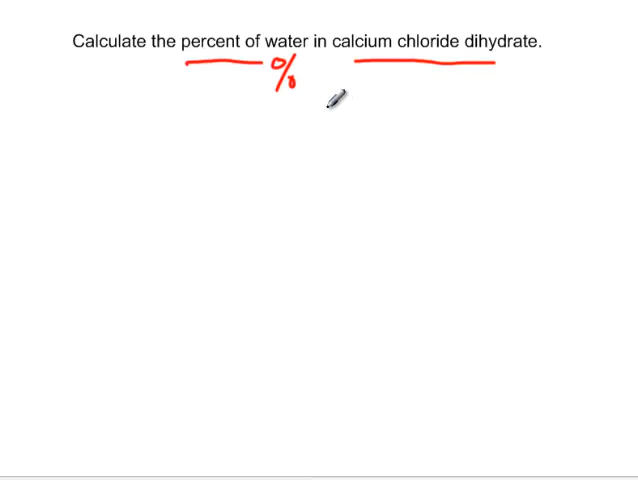 Calculate the percent of water in calcium chloride dihydrate.
%